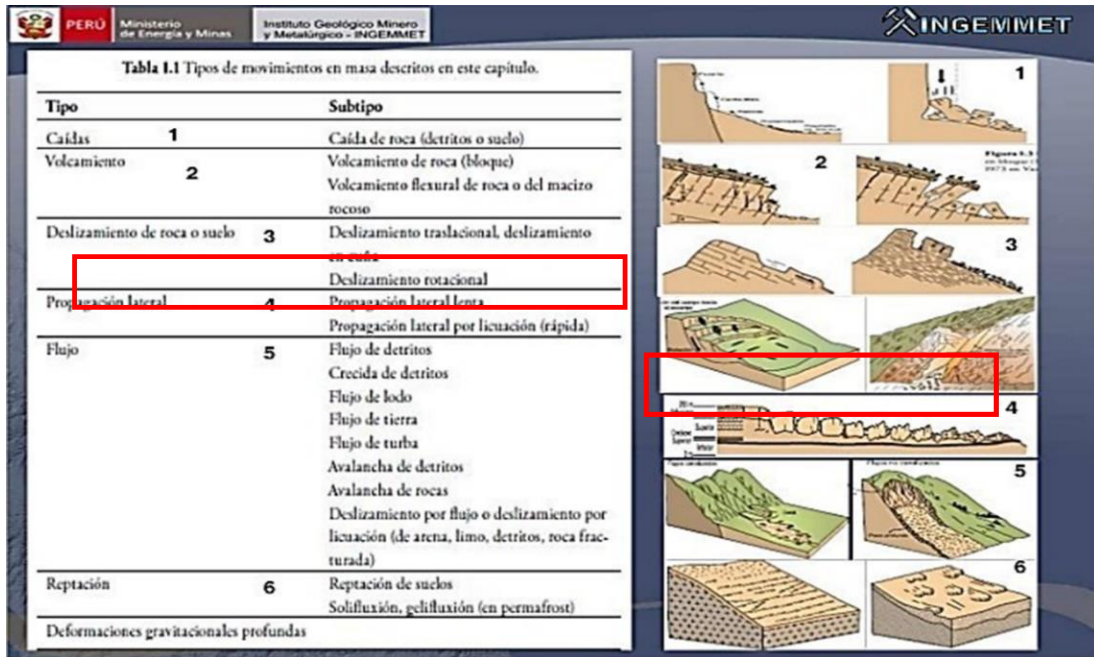 PERÚ
Ministerio
de Energía y Minas
Instituto Geológico Minero
y Metalúrgico - INGEMMET
INGEMMET
Tabla 1.1 Tipos de movimientos en masa descritos en este capítulo.
Tipo Subtipo
Caídas 1 Caída de roca (detritos o suelo)
Volcamiento 2 Volcamiento de roca (bloque)
Volcamiento flexural de roca o del macizo
rocoso
Deslizamiento de roca o suelo 3 Deslizamiento traslacional, deslizamiento
en cuña
Deslizamiento rotacional
Propagación lateral 4 Propagación lateral lenta
Propagación lateral por licuación (rápida)
Flujo 5 Flujo de detritos
Crecida de detritos
Flujo de lodo
Flujo de tierra
Flujo de turba
Avalancha de detritos
Avalancha de rocas
Deslizamiento por flujo o deslizamiento por
licuación (de arena, limo, detritos, roca frac-
turada)
Reptación 6 Reptación de suelos
Solifluxión, gelifluxión (en permafrost)
Deformaciones gravitacionales profundas
1
2
3
4
5
6